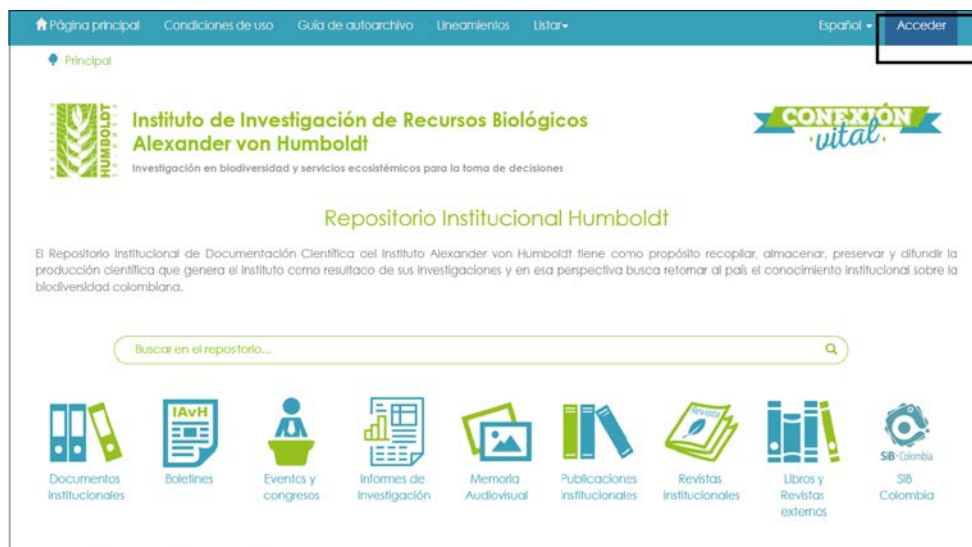 Página principal Condiciones de uso Guía de autoarchivo Lineamientos Listar Español Acceder
Principal
INSTITUTO HUMBOLDT
Instituto de Investigación de Recursos Biológicos
Alexander von Humboldt
Investigación en biodiversidad y servicios ecosistémicos para la toma de decisiones
CONEXIÓN
vital
Repositorio Institucional Humboldt
El Repositorio Institucional de Documentación Científica del Instituto Alexander von Humboldt tiene como propósito recopilar, almacenar, preservar y difundir la
producción científica que genera el Instituto como resultado de sus investigaciones y en esa perspectiva busca retornar al país el conocimiento institucional sobre la
biodiversidad colombiana.
Buscar en el repositorio...
IAvH
Revista
SiB·Colombia
Documentos
institucionales
Boletines
Eventos y
congresos
Informes de
investigación
Memoria
Audiovisual
Publicaciones
institucionales
Revistas
institucionales
Libros y
Revistas
externos
SIB
Colombia